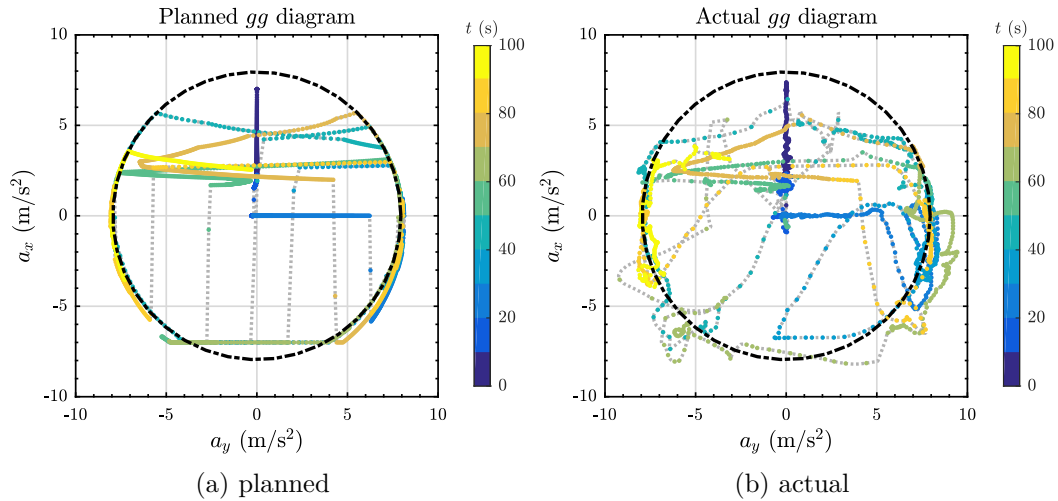 Planned gg diagram
t (s)
10
5
0
-5
-10
a_x (m/s²)
-10 -5 0 5 10
a_y (m/s²)
100
80
60
40
20
0
(a) planned
Actual gg diagram
t (s)
10
5
0
-5
-10
a_x (m/s²)
-10 -5 0 5 10
a_y (m/s²)
100
80
60
40
20
0
(b) actual